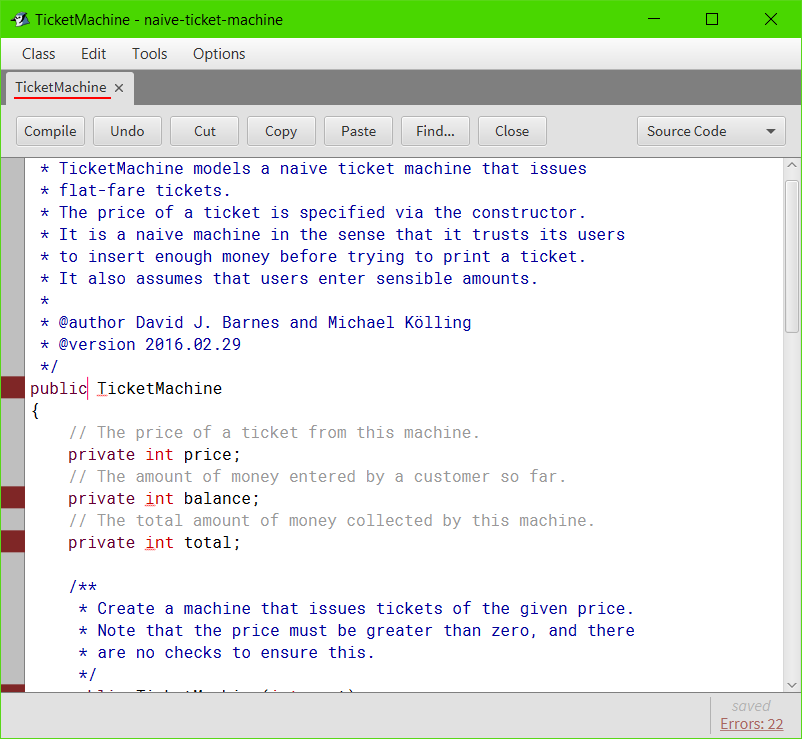 TicketMachine - naive-ticket-machine
Class Edit Tools Options
TicketMachine
Compile Undo Cut Copy Paste Find... Close Source Code
* TicketMachine models a naive ticket machine that issues
* flat-fare tickets.
* The price of a ticket is specified via the constructor.
* It is a naive machine in the sense that it trusts its users
* to insert enough money before trying to print a ticket.
* It also assumes that users enter sensible amounts.
*
* @author David J. Barnes and Michael Kölling
* @version 2016.02.29
*/
public TicketMachine
{
// The price of a ticket from this machine.
private int price;
// The amount of money entered by a customer so far.
private int balance;
// The total amount of money collected by this machine.
private int total;
/**
* Create a machine that issues tickets of the given price.
* Note that the price must be greater than zero, and there
* are no checks to ensure this.
*/
saved
Errors: 22